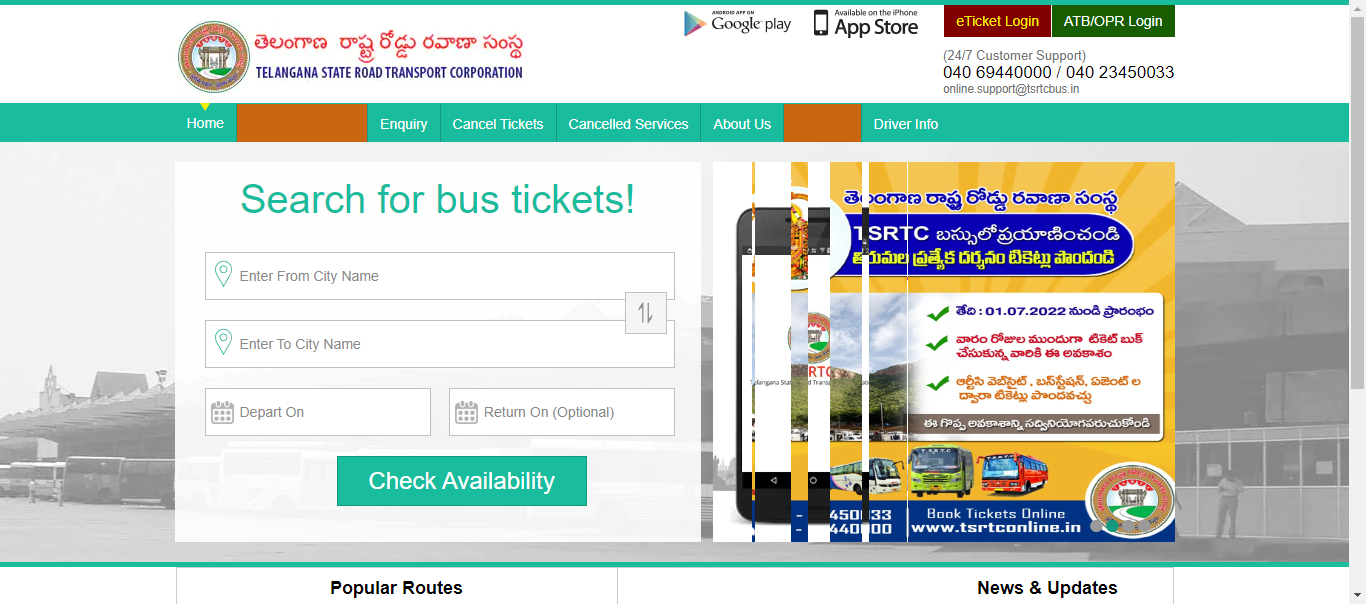 ANDROID APP ON
Google play
Available on the iPhone
App Store
eTicket Login
ATB/OPR Login
తెలంగాణ రాష్ట్ర రోడ్డు రవాణా సంస్థ
TELANGANA STATE ROAD TRANSPORT CORPORATION
(24/7 Customer Support)
040 69440000 / 040 23450033
online.support@tsrtcbus.in
Home
Enquiry
Cancel Tickets
Cancelled Services
About Us
Driver Info
Search for bus tickets!
Enter From City Name
Enter To City Name
Depart On
Return On (Optional)
Check Availability
తెలంగాణ రాష్ట్ర రోడ్డు రవాణా సంస్థ
TSRTC బస్సులో ప్రయాణించండి
తిరుమల ప్రత్యేక దర్శనం టికెట్లు పొందండి
తేది : 01.07.2022 నుండి ప్రారంభం
వారం రోజుల ముందుగా టికెట్ బుక్
చేసుకున్న వారికి ఈ అవకాశం
ఆర్టీసి వెబ్‌సైట్ , బస్‌స్టేషన్, ఏజెంట్ ల
ద్వారా టికెట్లు పొందవచ్చు
ఈ గొప్ప అవకాశాన్ని సద్వినియోగపరుచుకోండి
TSRTC
- 450033
- 440000
Book Tickets Online
www.tsrtconline.in
Popular Routes
News & Updates